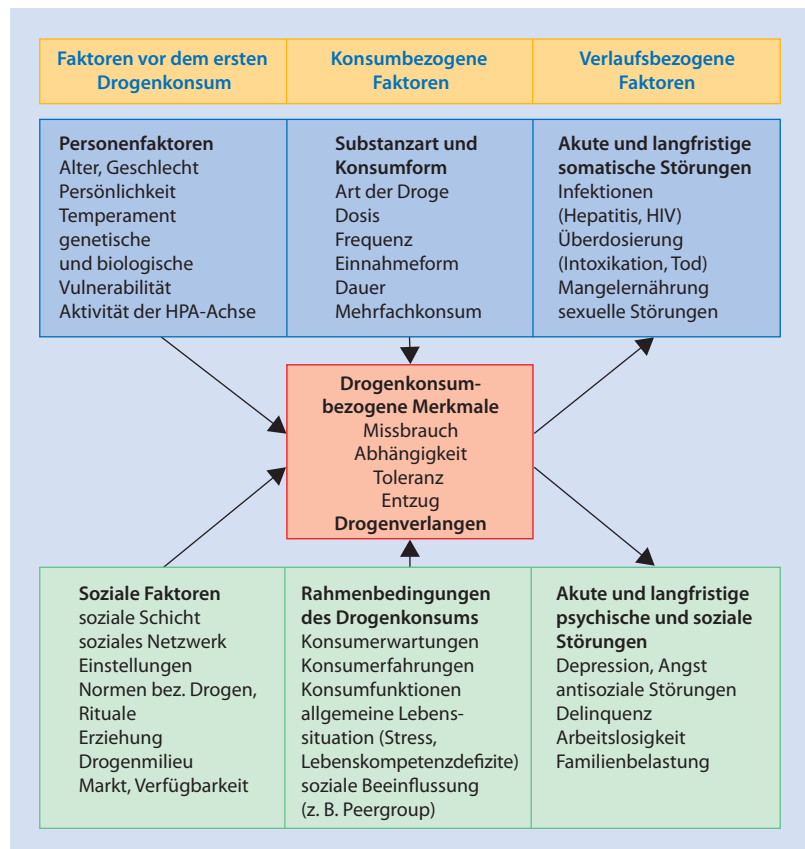 Faktoren vor dem ersten
Drogenkonsum
Konsumbezogene
Faktoren
Verlaufsbezogene
Faktoren
Personenfaktoren
Alter, Geschlecht
Persönlichkeit
Temperament
genetische
und biologische
Vulnerabilität
Aktivität der HPA-Achse
Substanzart und
Konsumform
Art der Droge
Dosis
Frequenz
Einnahmeform
Dauer
Mehrfachkonsum
Akute und langfristige
somatische Störungen
Infektionen
(Hepatitis, HIV)
Überdosierung
(Intoxikation, Tod)
Mangelernährung
sexuelle Störungen
Drogenkonsum-
bezogene Merkmale
Missbrauch
Abhängigkeit
Toleranz
Entzug
Drogenverlangen
Soziale Faktoren
soziale Schicht
soziales Netzwerk
Einstellungen
Normen bez. Drogen,
Rituale
Erziehung
Drogenmilieu
Markt, Verfügbarkeit
Rahmenbedingungen
des Drogenkonsums
Konsumerwartungen
Konsumerfahrungen
Konsumfunktionen
allgemeine Lebens-
situation (Stress,
Lebenskompetenzdefizite)
soziale Beeinflussung
(z. B. Peergroup)
Akute und langfristige
psychische und soziale
Störungen
Depression, Angst
antisoziale Störungen
Delinquenz
Arbeitslosigkeit
Familienbelastung